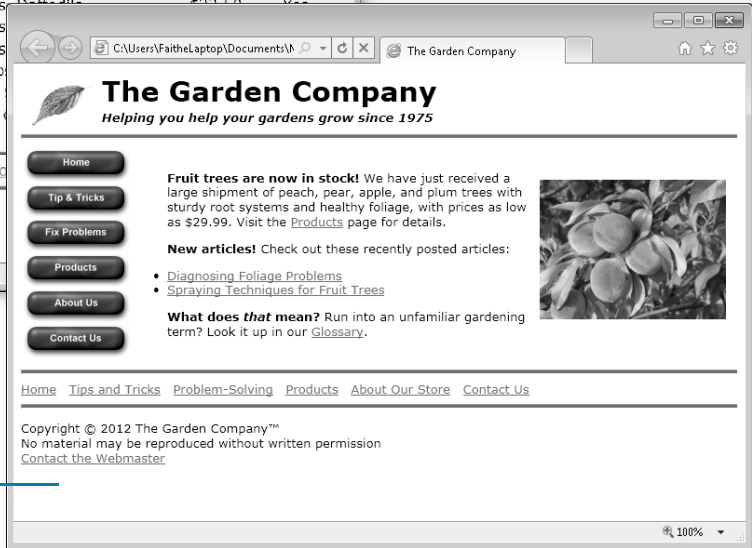 C:\Users\FaitheLaptop\Documents\
The Garden Company
The Garden Company
Helping you help your gardens grow since 1975
Home
Tip & Tricks
Fix Problems
Products
About Us
Contact Us
Fruit trees are now in stock! We have just received a
large shipment of peach, pear, apple, and plum trees with
sturdy root systems and healthy foliage, with prices as low
as $29.99. Visit the Products page for details.
New articles! Check out these recently posted articles:
• Diagnosing Foliage Problems
• Spraying Techniques for Fruit Trees
What does that mean? Run into an unfamiliar gardening
term? Look it up in our Glossary.
Home Tips and Tricks Problem-Solving Products About Our Store Contact Us
Copyright © 2012 The Garden Company™
No material may be reproduced without written permission
Contact the Webmaster
100%